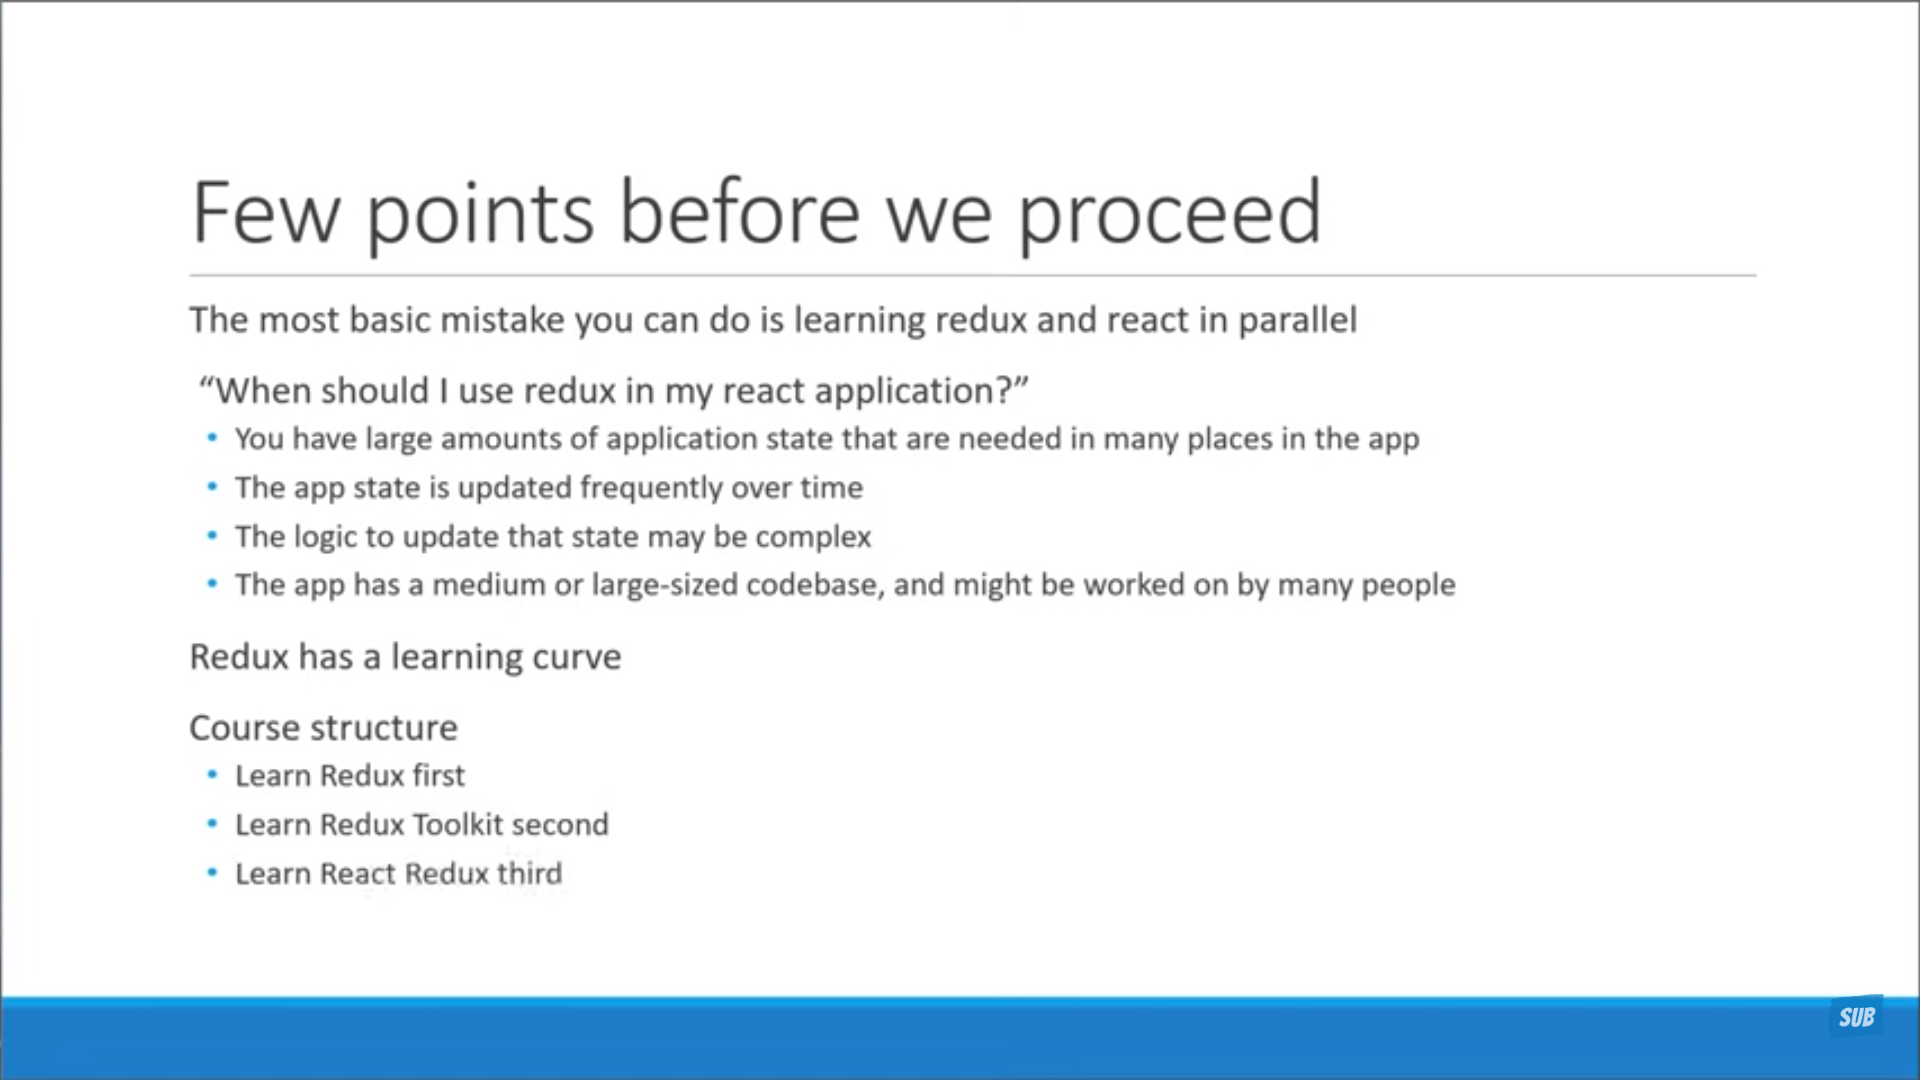 Few points before we proceed
The most basic mistake you can do is learning redux and react in parallel
“When should I use redux in my react application?”
• You have large amounts of application state that are needed in many places in the app
• The app state is updated frequently over time
• The logic to update that state may be complex
• The app has a medium or large-sized codebase, and might be worked on by many people
Redux has a learning curve
Course structure
• Learn Redux first
• Learn Redux Toolkit second
• Learn React Redux third
SUB